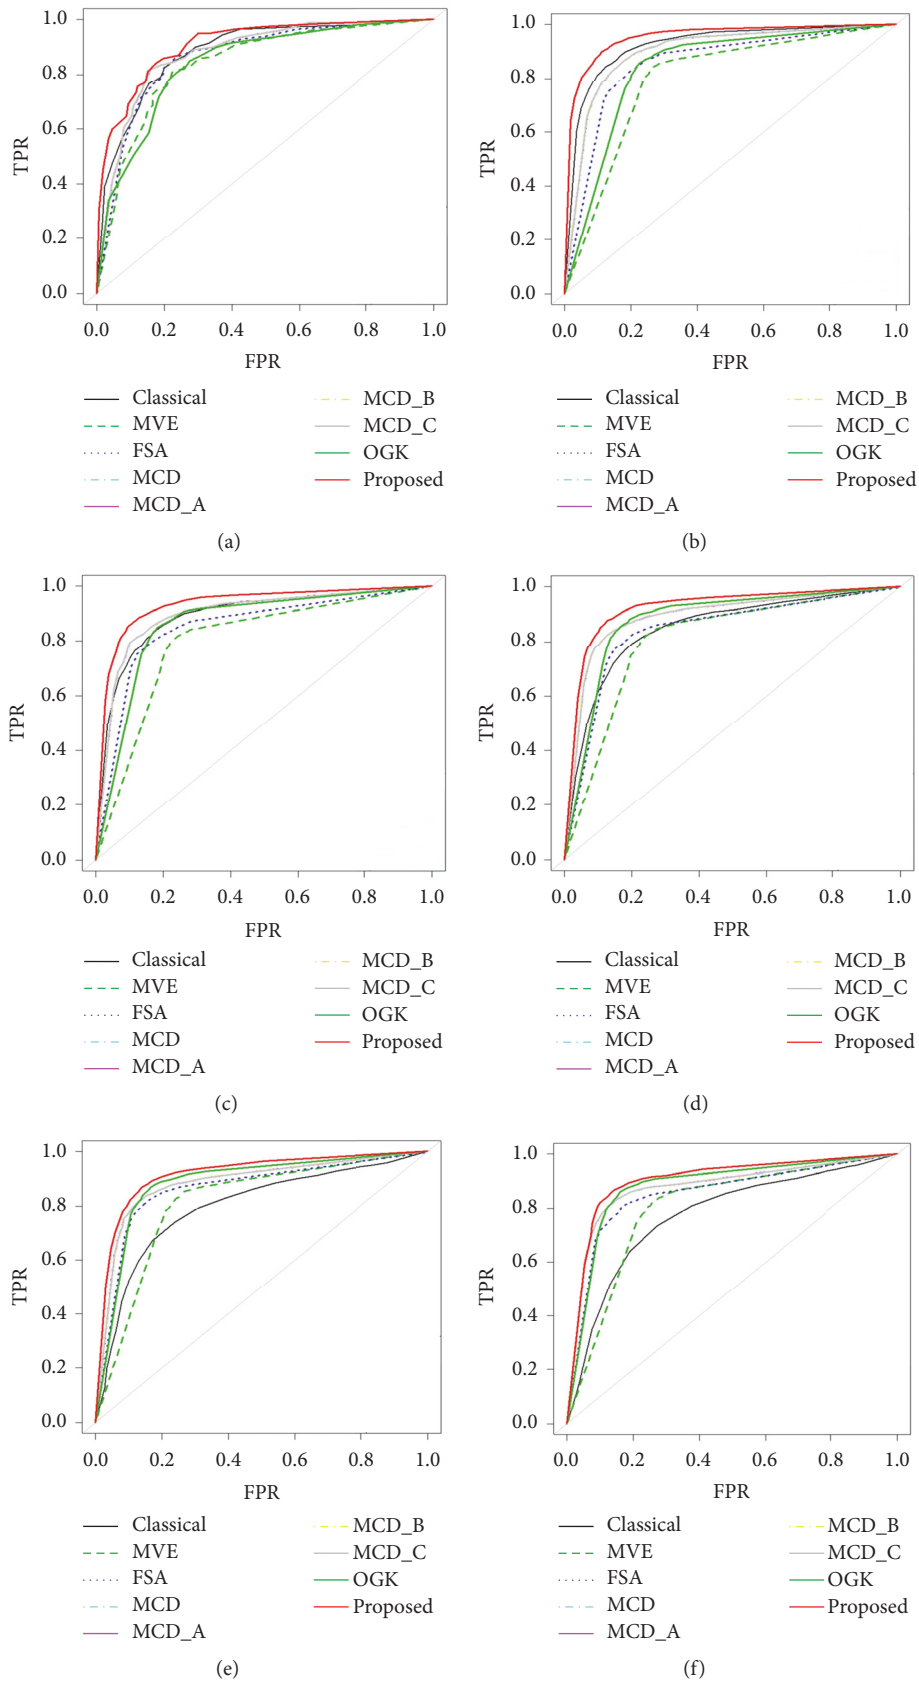 1.0
0.8
0.6
0.4
0.2
0.0
TPR
0.0 0.2 0.4 0.6 0.8 1.0
FPR
Classical
MVE
FSA
MCD
MCD_A
MCD_B
MCD_C
OGK
Proposed
(a)
1.0
0.8
0.6
0.4
0.2
0.0
TPR
0.0 0.2 0.4 0.6 0.8 1.0
FPR
Classical
MVE
FSA
MCD
MCD_A
MCD_B
MCD_C
OGK
Proposed
(b)
1.0
0.8
0.6
0.4
0.2
0.0
TPR
0.0 0.2 0.4 0.6 0.8 1.0
FPR
Classical
MVE
FSA
MCD
MCD_A
MCD_B
MCD_C
OGK
Proposed
(c)
1.0
0.8
0.6
0.4
0.2
0.0
TPR
0.0 0.2 0.4 0.6 0.8 1.0
FPR
Classical
MVE
FSA
MCD
MCD_A
MCD_B
MCD_C
OGK
Proposed
(d)
1.0
0.8
0.6
0.4
0.2
0.0
TPR
0.0 0.2 0.4 0.6 0.8 1.0
FPR
Classical
MVE
FSA
MCD
MCD_A
MCD_B
MCD_C
OGK
Proposed
(e)
1.0
0.8
0.6
0.4
0.2
0.0
TPR
0.0 0.2 0.4 0.6 0.8 1.0
FPR
Classical
MVE
FSA
MCD
MCD_A
MCD_B
MCD_C
OGK
Proposed
(f)